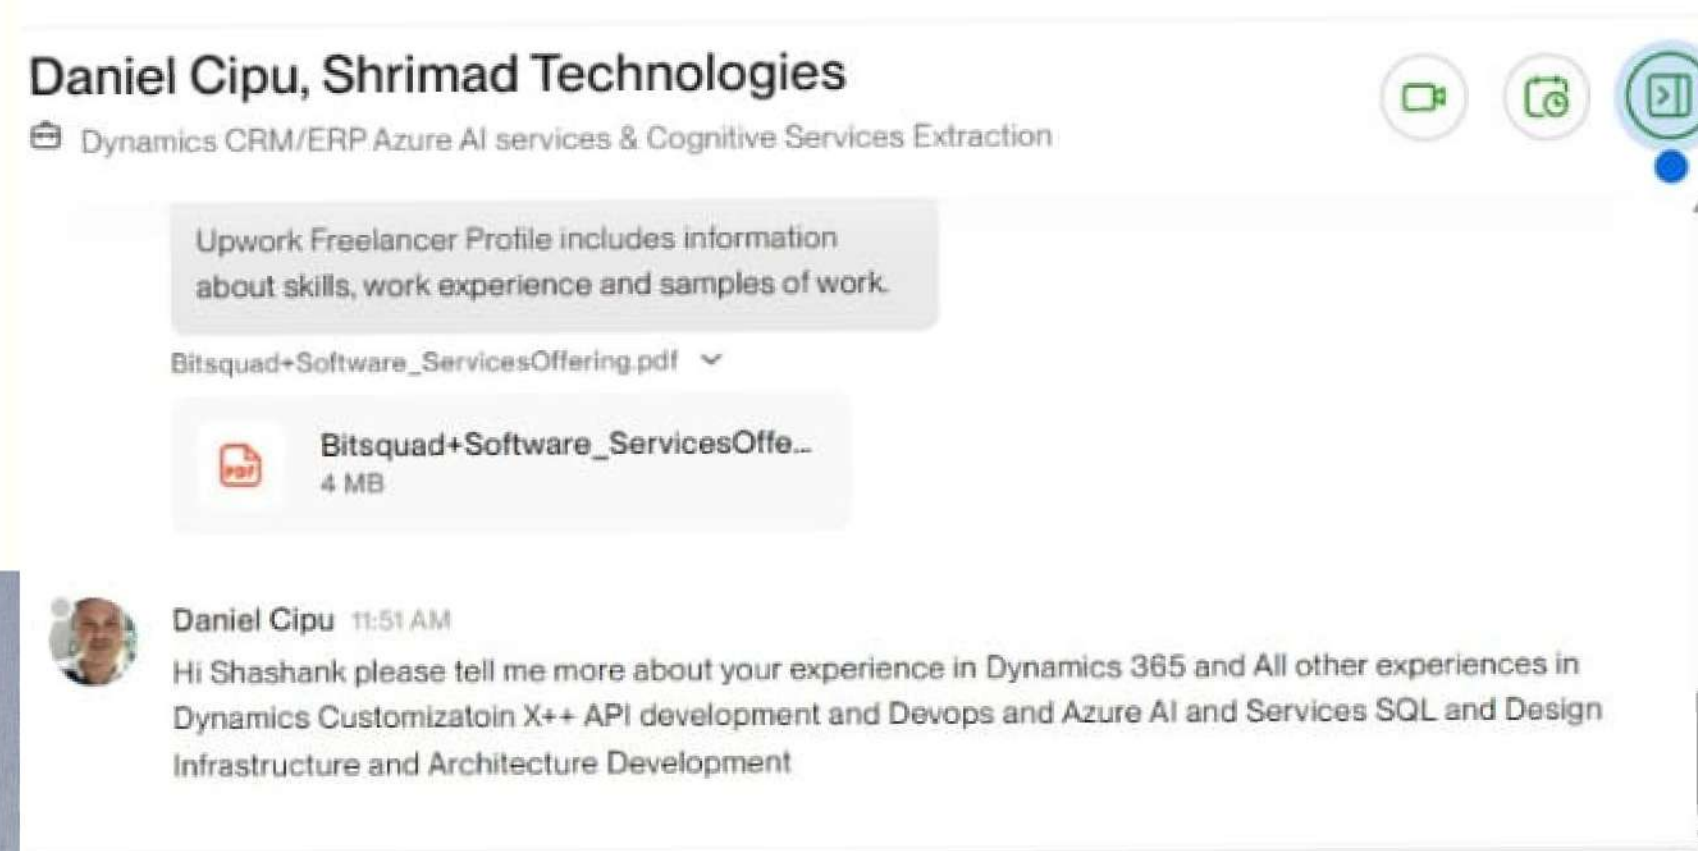 Daniel Cipu, Shrimad Technologies
Dynamics CRM/ERP Azure AI services & Cognitive Services Extraction
Upwork Freelancer Profile includes information
about skills, work experience and samples of work.
Bitsquad+Software_ServicesOffering.pdf
PDF
Bitsquad+Software_ServicesOffe...
4 MB
Daniel Cipu 11:51 AM
Hi Shashank please tell me more about your experience in Dynamics 365 and All other experiences in
Dynamics Customizatoin X++ API development and Devops and Azure AI and Services SQL and Design
Infrastructure and Architecture Development